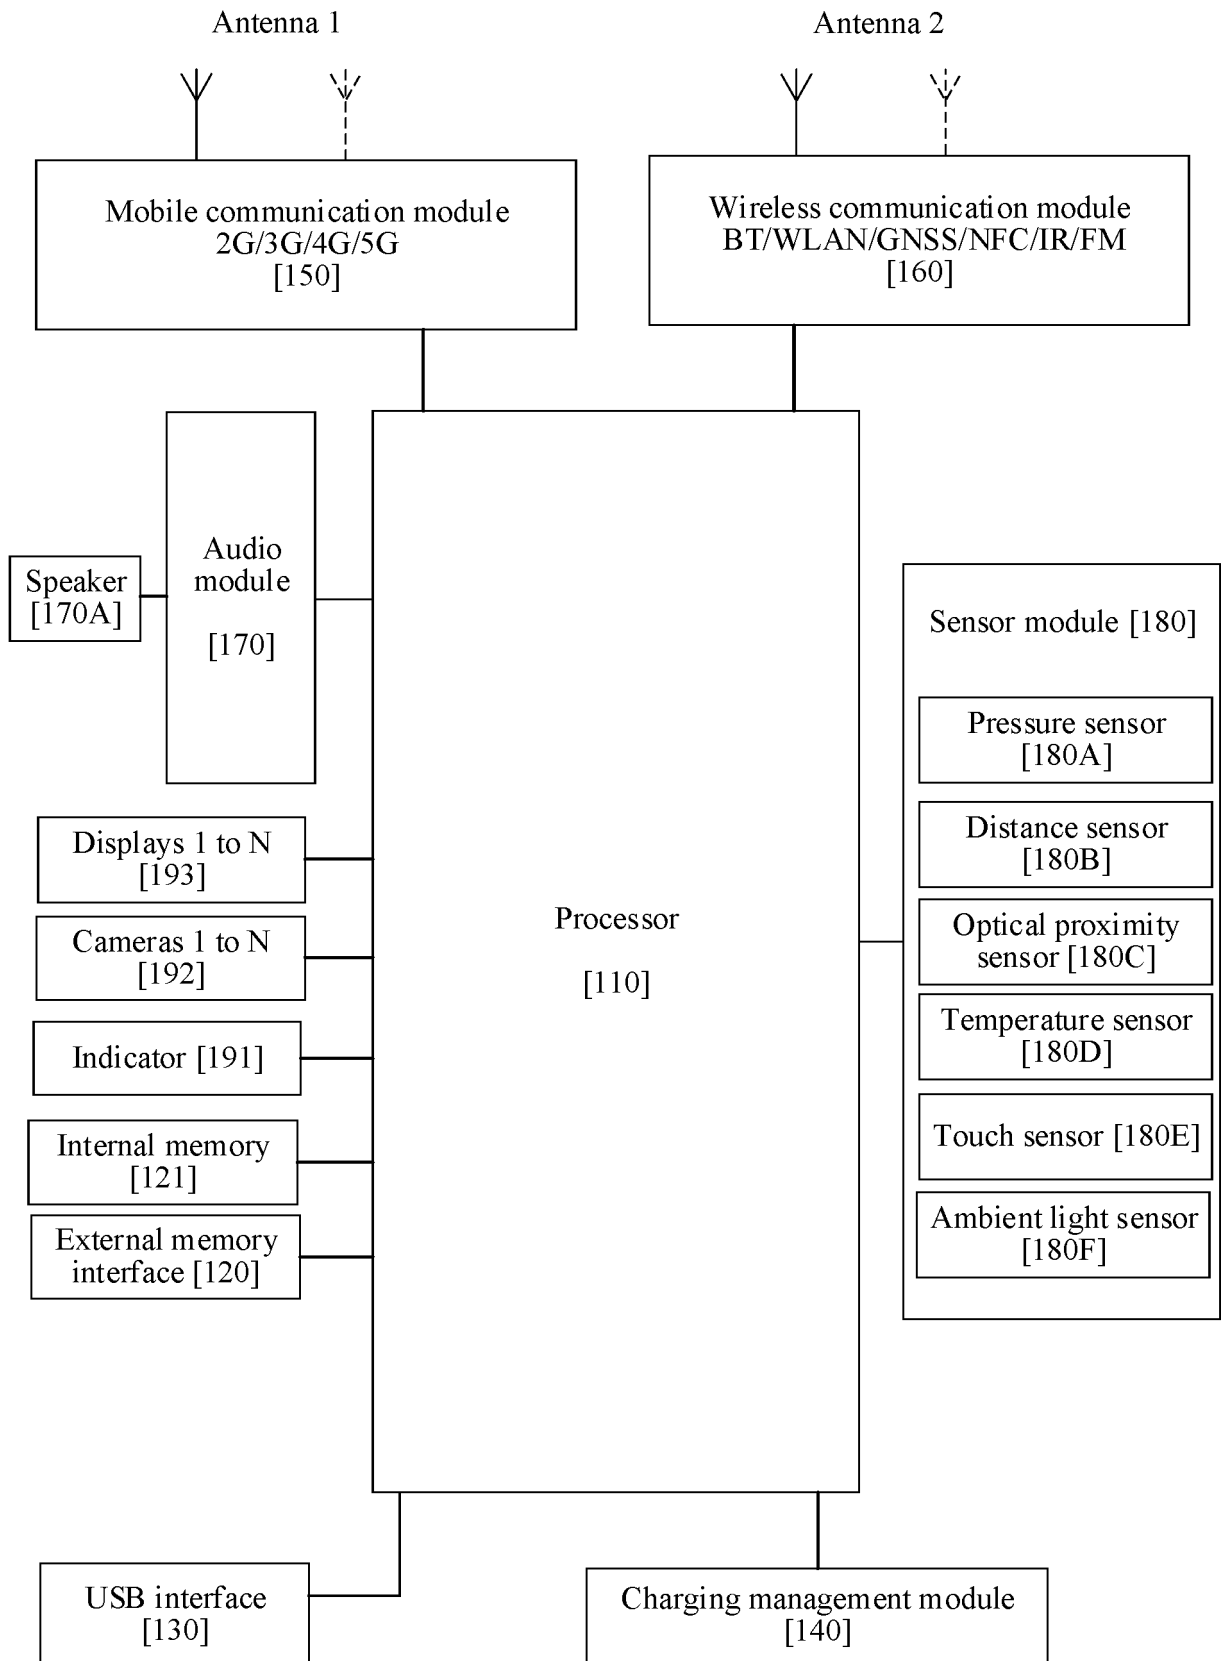 Antenna 1
Antenna 2
Mobile communication module
2G/3G/4G/5G
[150]
Wireless communication module
BT/WLAN/GNSS/NFC/IR/FM
[160]
Audio
module
[170]
Speaker
[170A]
Displays 1 to N
[193]
Cameras 1 to N
[192]
Indicator [191]
Internal memory
[121]
External memory
interface [120]
Processor
[110]
Sensor module [180]
Pressure sensor
[180A]
Distance sensor
[180B]
Optical proximity
sensor [180C]
Temperature sensor
[180D]
Touch sensor [180E]
Ambient light sensor
[180F]
USB interface
[130]
Charging management module
[140]